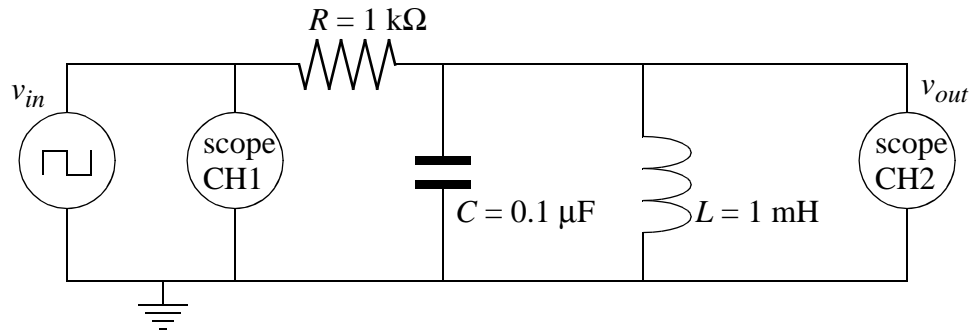 R = 1 kΩ
v_in
v_out
scope
CH1
scope
CH2
C = 0.1 μF
L = 1 mH